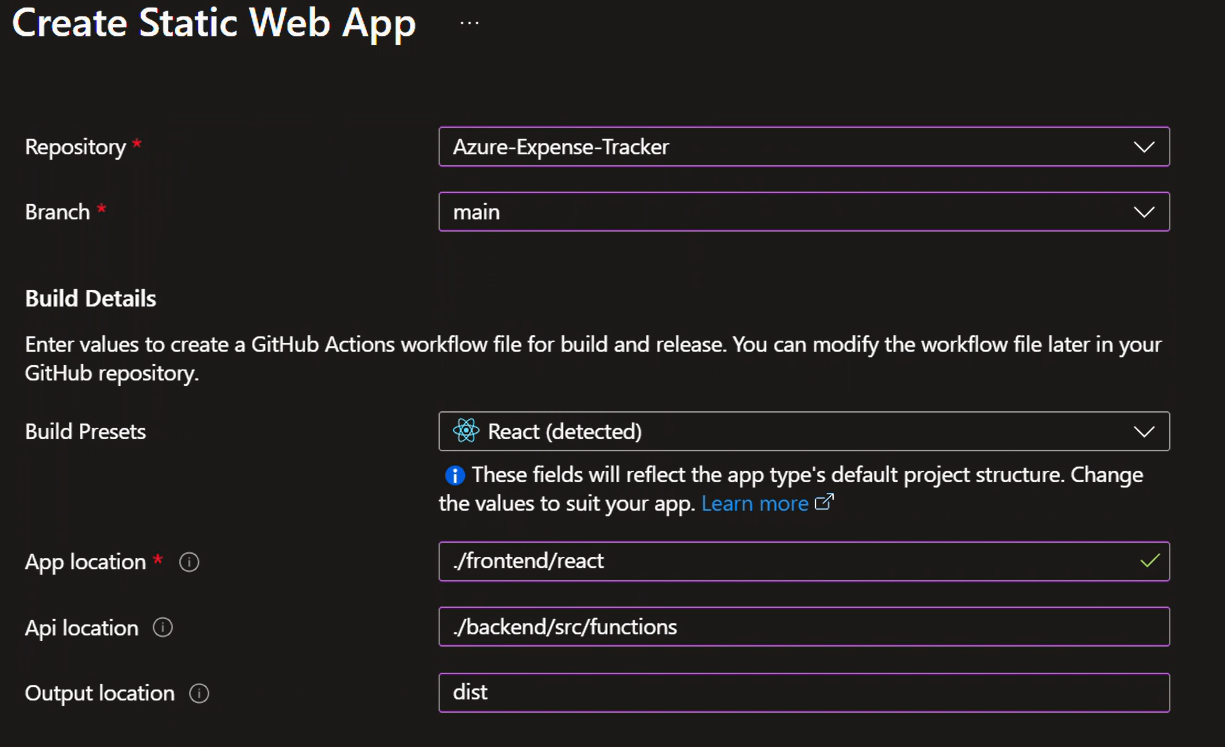 Create Static Web App ...
Repository *
Azure-Expense-Tracker
Branch *
main
Build Details
Enter values to create a GitHub Actions workflow file for build and release. You can modify the workflow file later in your
GitHub repository.
Build Presets
React (detected)
These fields will reflect the app type's default project structure. Change
the values to suit your app. Learn more
App location *
./frontend/react
Api location
./backend/src/functions
Output location
dist